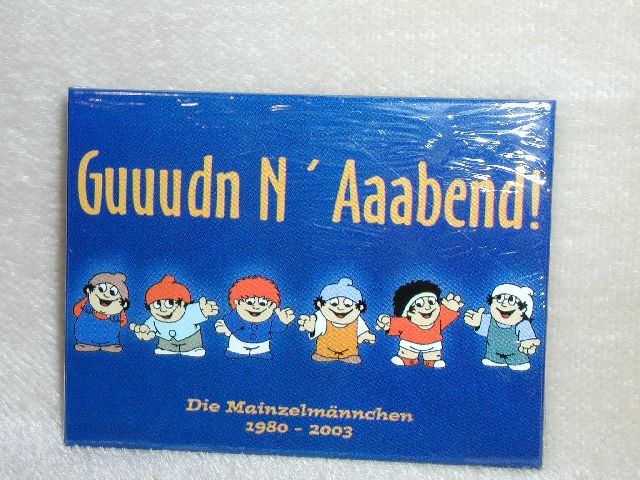 Guuudn N ´ Aaabend!
Die Mainzelmännchen
1980 - 2003